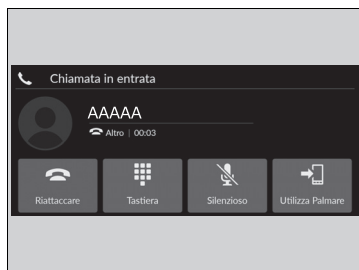 Chiamata in entrata
AAAAA
Altro | 00:03
Riattaccare
Tastiera
Silenzioso
Utilizza Palmare